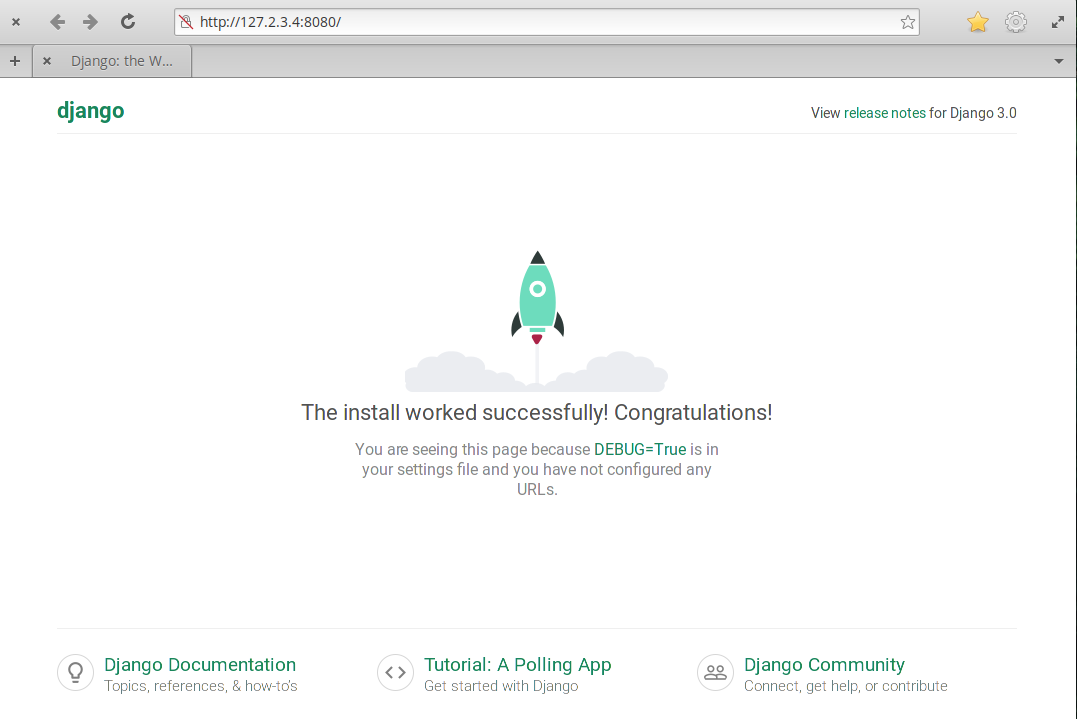 http://127.2.3.4:8080/
Django: the W...
django
View release notes for Django 3.0
The install worked successfully! Congratulations!
You are seeing this page because DEBUG=True is in
your settings file and you have not configured any
URLs.
Django Documentation
Topics, references, & how-to's
Tutorial: A Polling App
Get started with Django
Django Community
Connect, get help, or contribute